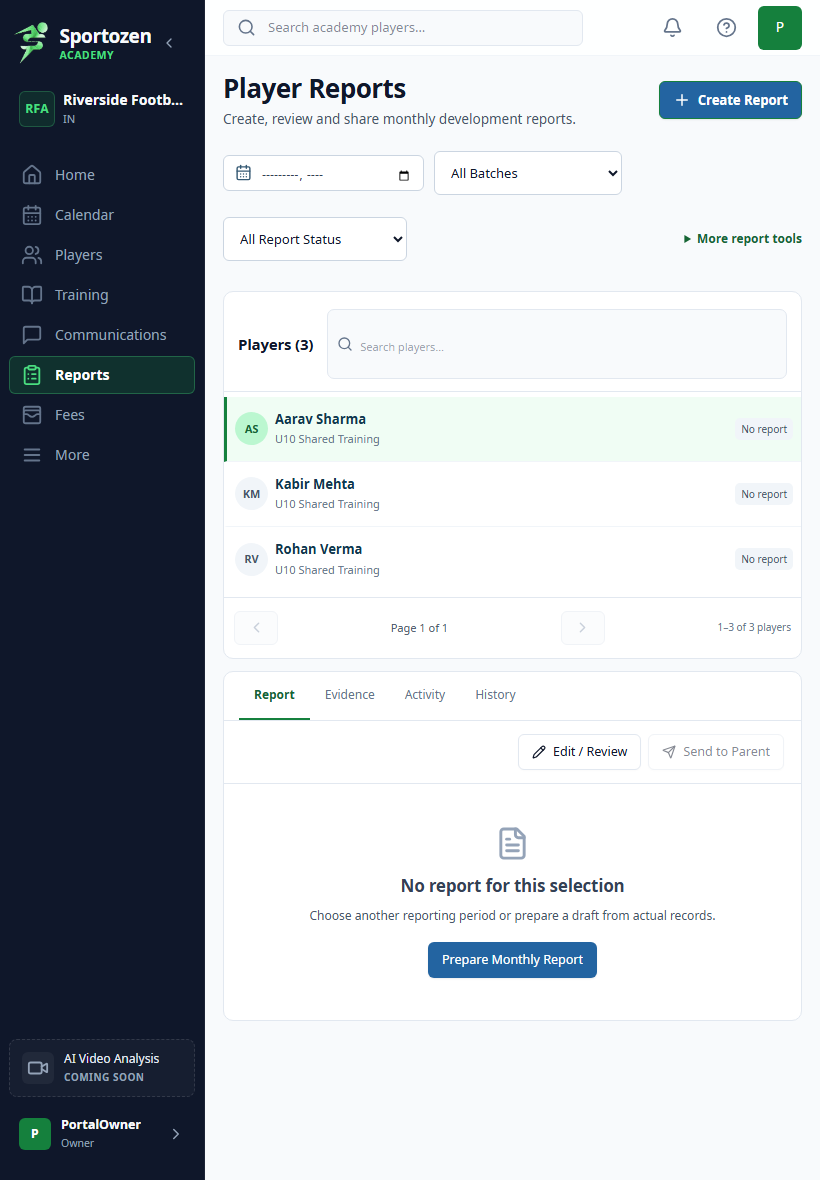 Sportozen
ACADEMY
RFA
Riverside Footb...
IN
Home
Calendar
Players
Training
Communications
Reports
Fees
More
AI Video Analysis
COMING SOON
P
PortalOwner
Owner
Search academy players...
P
Player Reports
Create, review and share monthly development reports.
Create Report
---------, ----
All Batches
All Report Status
More report tools
Players (3)
Search players...
AS
Aarav Sharma
U10 Shared Training
No report
KM
Kabir Mehta
U10 Shared Training
No report
RV
Rohan Verma
U10 Shared Training
No report
Page 1 of 1
1–3 of 3 players
Report Evidence Activity History
Edit / Review
Send to Parent
No report for this selection
Choose another reporting period or prepare a draft from actual records.
Prepare Monthly Report